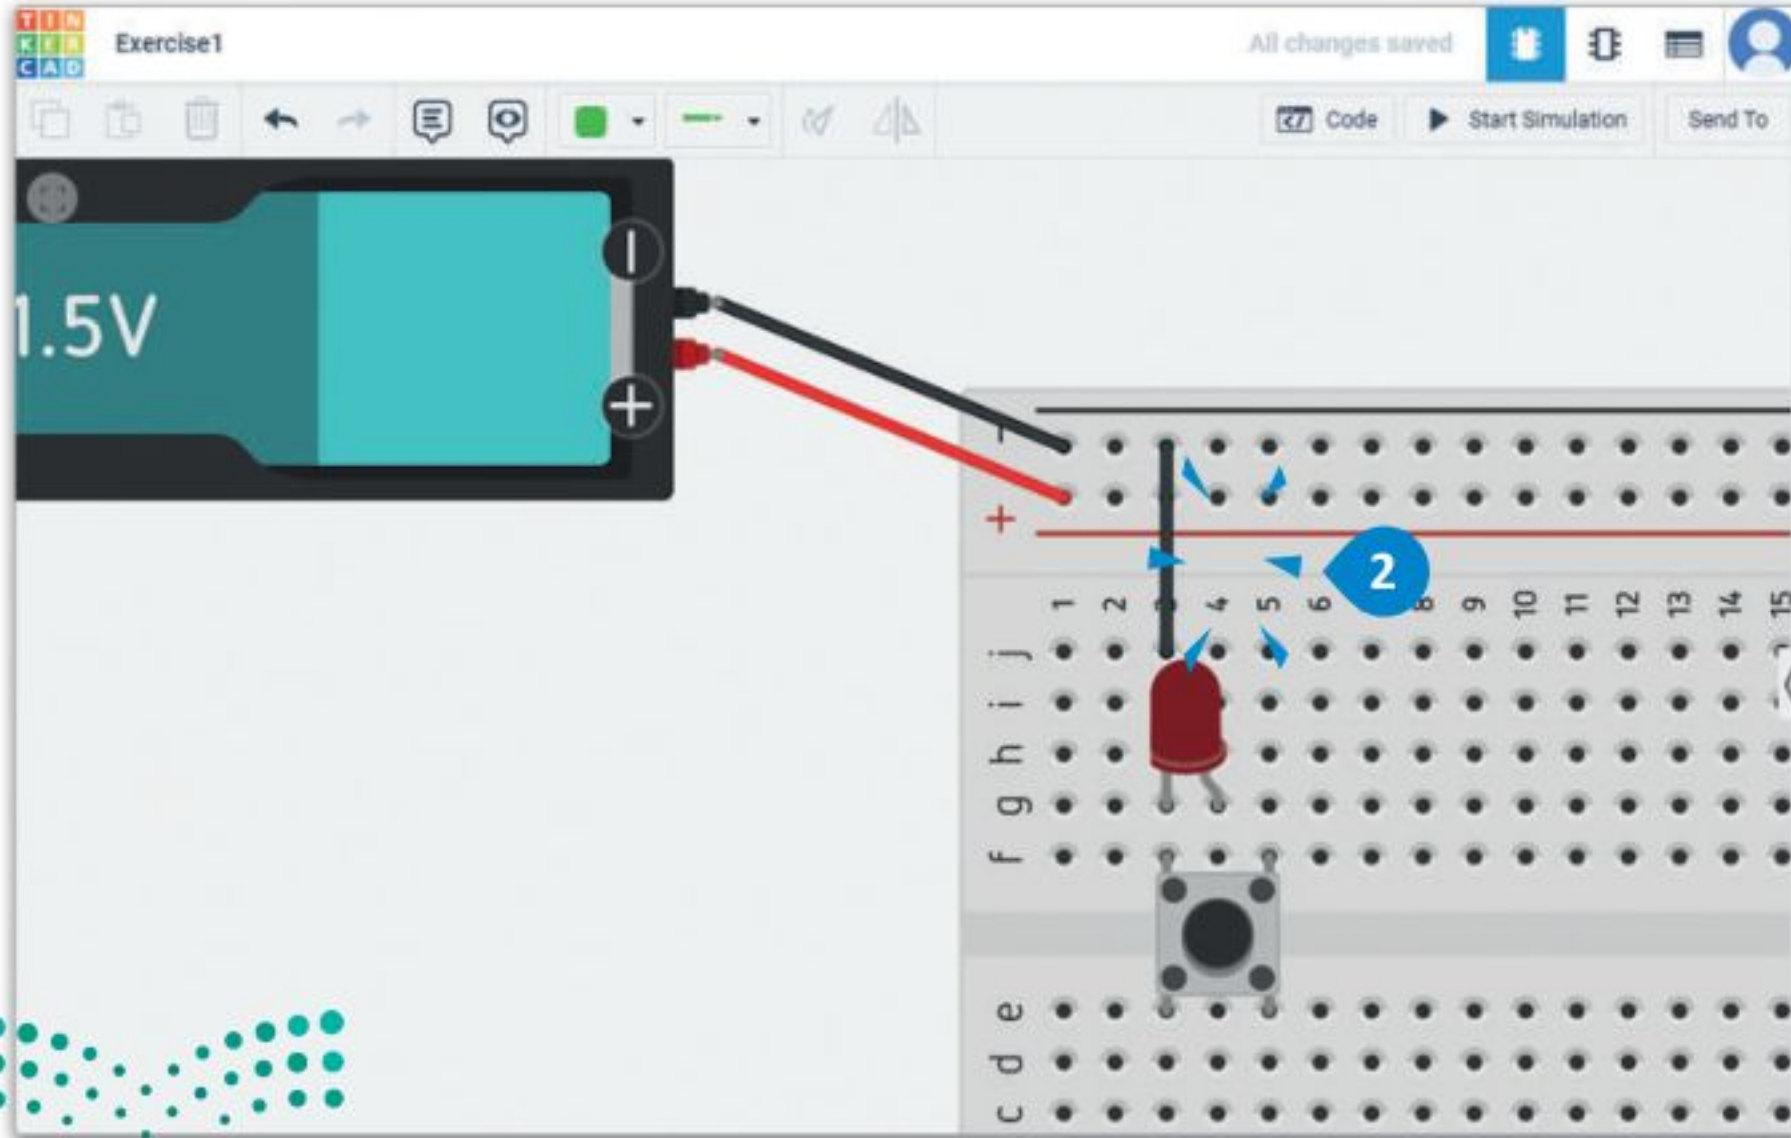 TIN
KER
CAD
Exercise1
All changes saved
Code
Start Simulation
Send To
1.5V
-
+
2
1 2 3 4 5 6 8 9 10 11 12 13 14 15
j
i
h
g
f
e
d
c